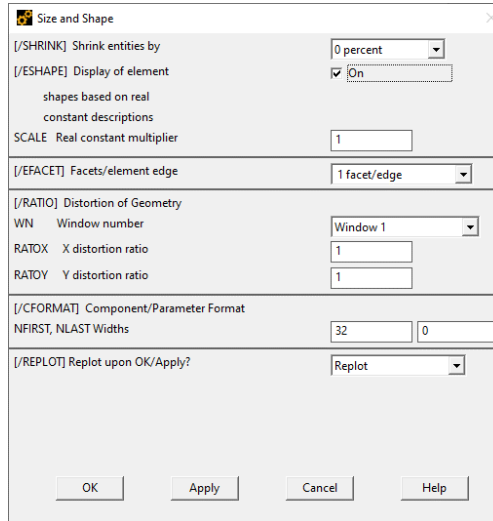 Size and Shape
[/SHRINK] Shrink entities by 0 percent
[/ESHAPE] Display of element On
shapes based on real
constant descriptions
SCALE Real constant multiplier 1
[/EFACET] Facets/element edge 1 facet/edge
[/RATIO] Distortion of Geometry
WN Window number Window 1
RATOX X distortion ratio 1
RATOY Y distortion ratio 1
[/CFORMAT] Component/Parameter Format
NFIRST, NLAST Widths 32 0
[/REPLOT] Replot upon OK/Apply? Replot
OK Apply Cancel Help